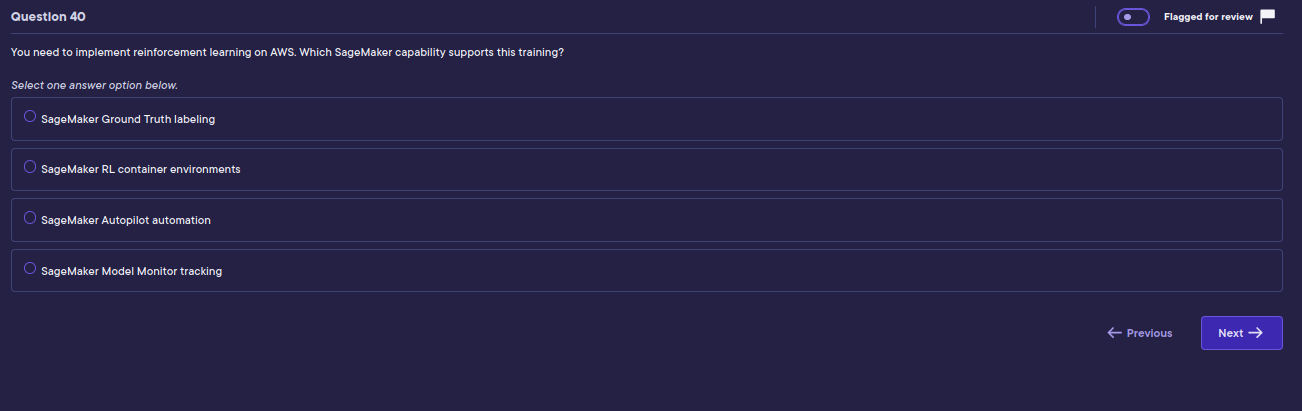 Question 40
Flagged for review
You need to implement reinforcement learning on AWS. Which SageMaker capability supports this training?
Select one answer option below.
SageMaker Ground Truth labeling
SageMaker RL container environments
SageMaker Autopilot automation
SageMaker Model Monitor tracking
Previous
Next